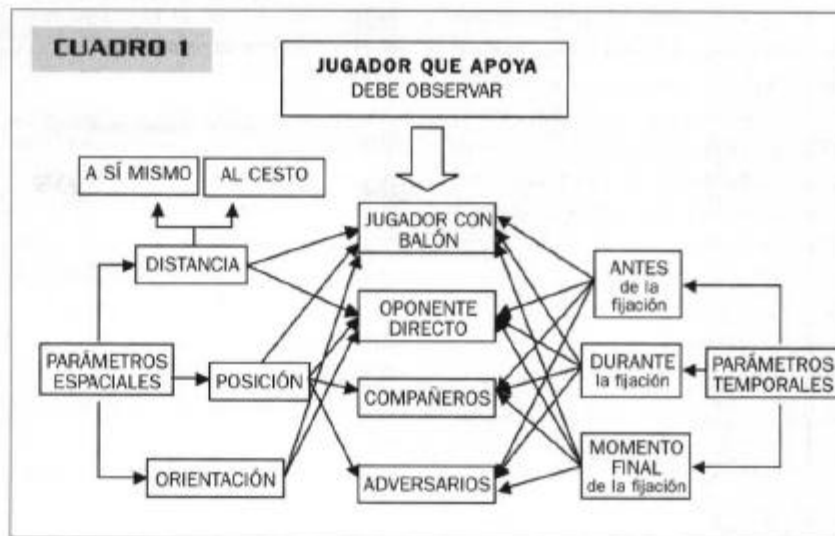 CUADRO 1
JUGADOR QUE APOYA
DEBE OBSERVAR
A SÍ MISMO
AL CESTO
JUGADOR CON
BALÓN
DISTANCIA
ANTES
de la
fijación
OPONENTE
DIRECTO
PARÁMETROS
ESPACIALES
POSICIÓN
COMPAÑEROS
DURANTE
la fijación
PARÁMETROS
TEMPORALES
ORIENTACIÓN
ADVERSARIOS
MOMENTO
FINAL
de la fijación